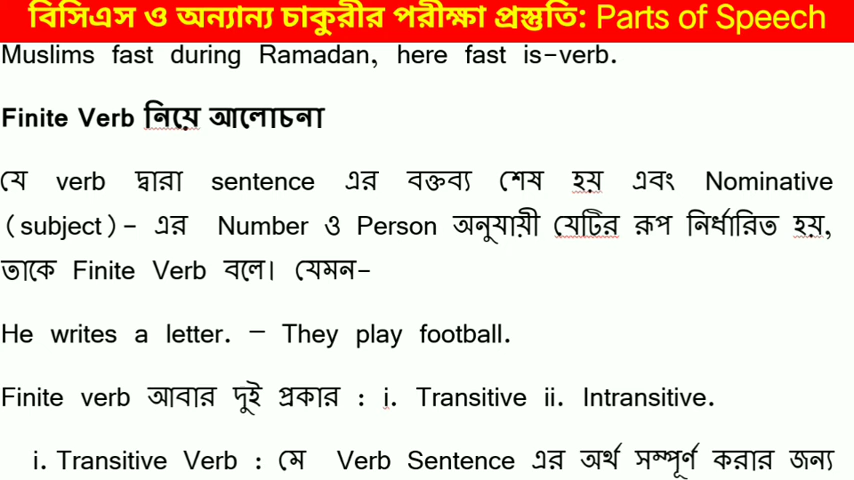 বিসিএস ও অন্যান্য চাকুরীর পরীক্ষা প্রস্তুতি: Parts of Speech
Muslims fast during Ramadan, here fast is-verb.
Finite Verb নিয়ে আলোচনা
যে verb দ্বারা sentence এর বক্তব্য শেষ হয় এবং Nominative
(subject)- এর Number ও Person অনুযায়ী যেটির রূপ নির্ধারিত হয়,
তাকে Finite Verb বলে। যেমন-
He writes a letter. – They play football.
Finite verb আবার দুই প্রকার : i. Transitive ii. Intransitive.
i. Transitive Verb : মে Verb Sentence এর অর্থ সম্পূর্ণ করার জন্য